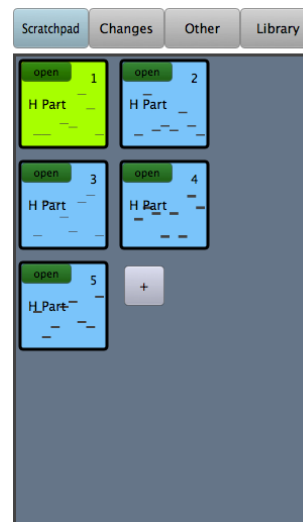 Scratchpad Changes Other Library
open 1
H Part
open 2
H Part
open 3
H Part
open 4
H Part
open 5
H Part
+